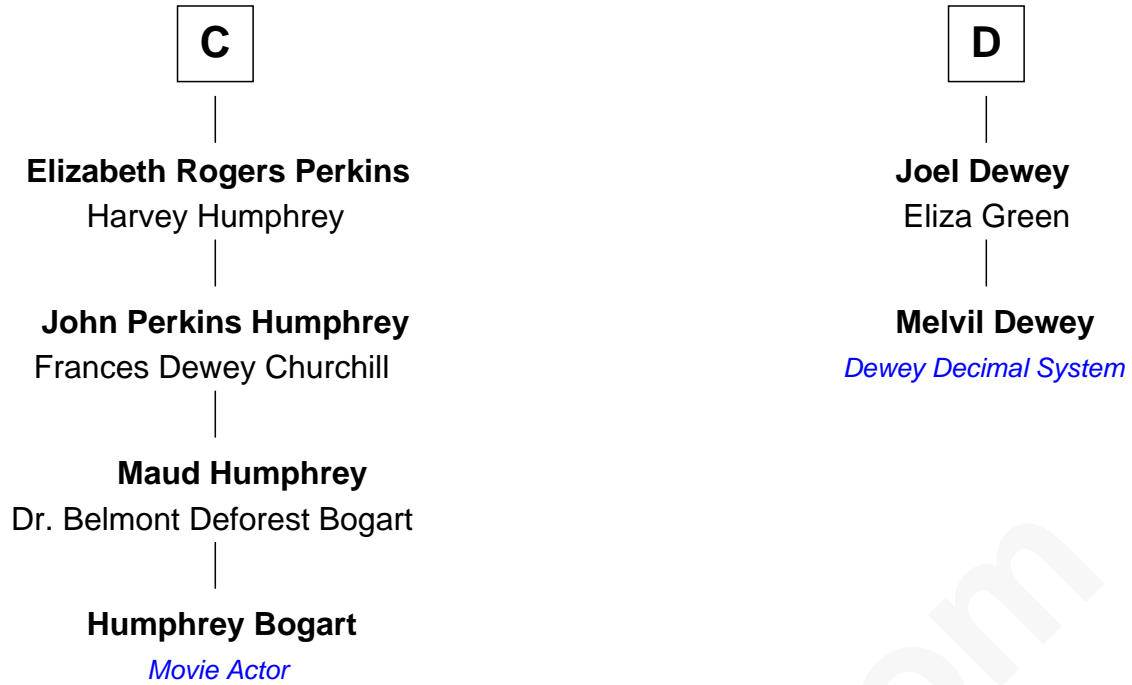 C
Elizabeth Rogers Perkins
Harvey Humphrey
John Perkins Humphrey
Frances Dewey Churchill
Maud Humphrey
Dr. Belmont Deforest Bogart
Humphrey Bogart
Movie Actor
D
Joel Dewey
Eliza Green
Melvil Dewey
Dewey Decimal System
om